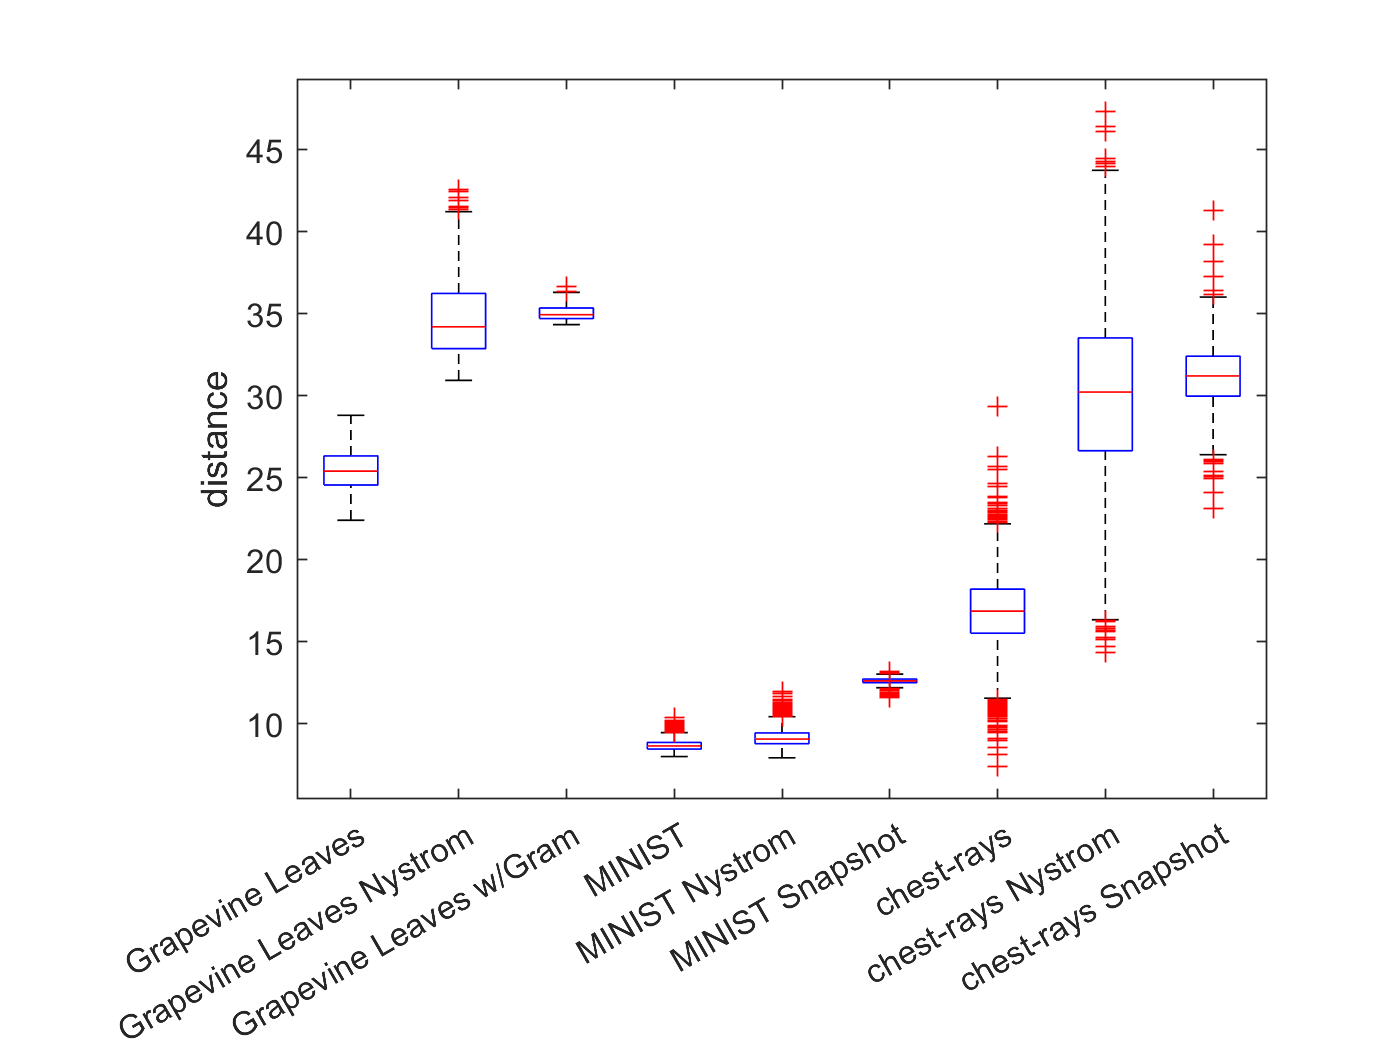 45
40
35
30
25
20
15
10
distance
Grapevine Leaves
Grapevine Leaves Nystrom
Grapevine Leaves w/Gram
MINIST
MINIST Nystrom
MINIST Snapshot
chest-rays
chest-rays Nystrom
chest-rays Snapshot